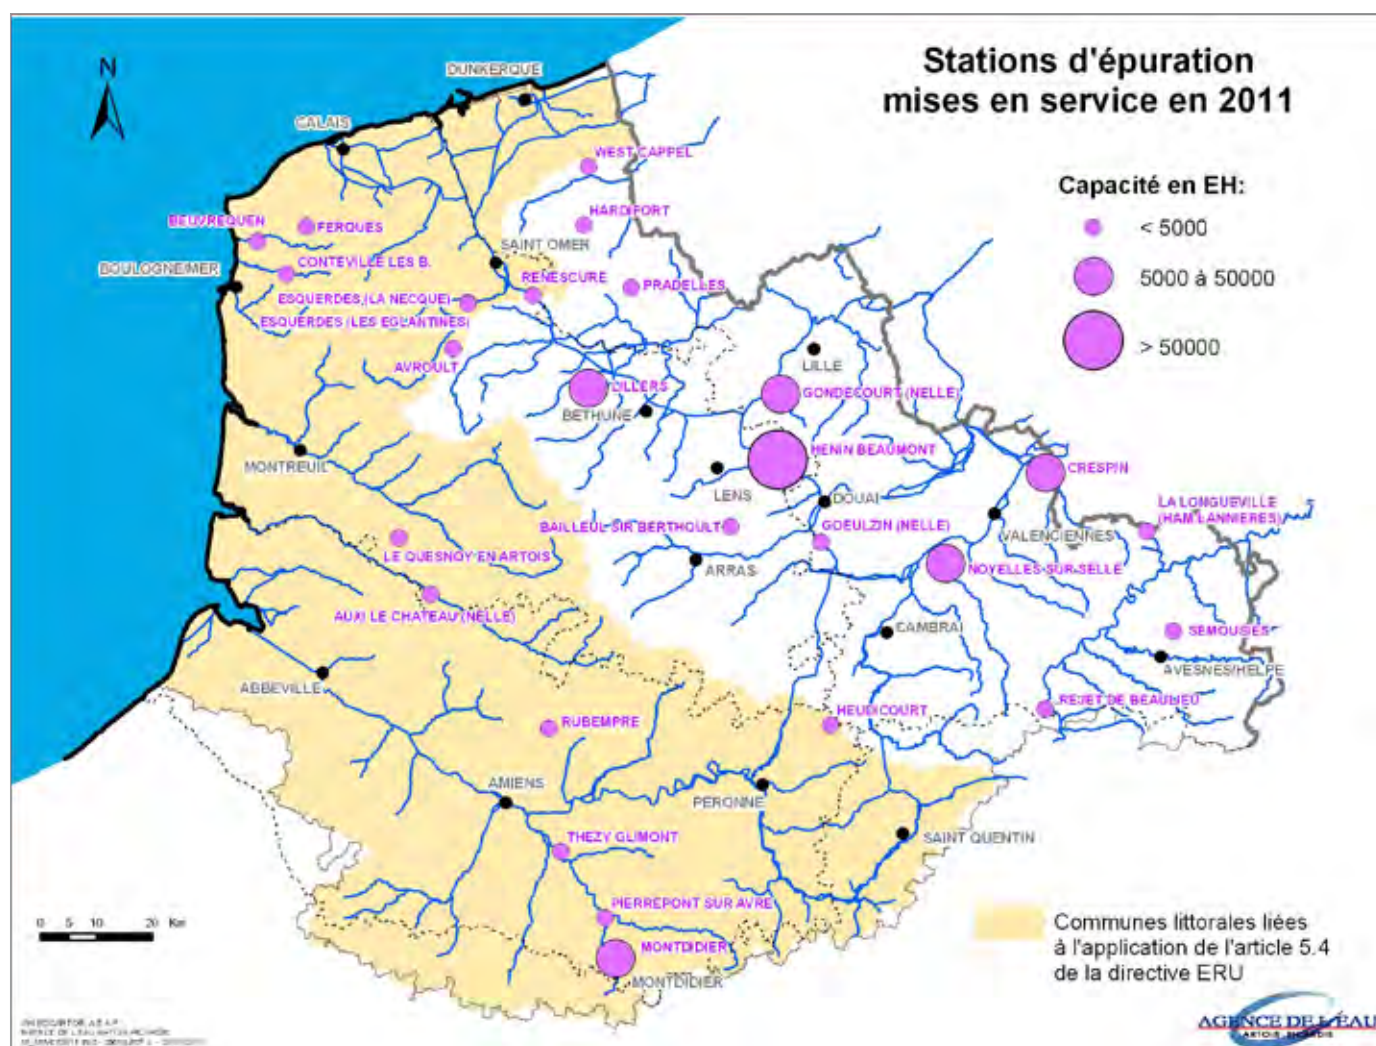 Stations d'épuration
mises en service en 2011
N
Capacité en EH:
< 5000
5000 à 50000
> 50000
DUNKERQUE
CALAIS
WEST CAPPEL
HARDIFORT
BEUVREQUEN
FERQUES
SAINT OMER
BOULOGNE/MER
CONTEVILLE LES B.
RENESCURE
PRADELLES
ESQUERDES (LA NECQUE)
ESQUERDES (LES EGLANTINES)
AVROULT
LILLE
LILLERS
GONDECOURT (NELLE)
BETHUNE
HENIN BEAUMONT
MONTREUIL
LENS
CRESPIN
DOUAI
LA LONGUEVILLE
(HAM LANNIERES)
BAILLEUL SIR BERTHOULT
GOEULZIN (NELLE)
VALENCIENNES
LE QUESNOY EN ARTOIS
ARRAS
NOYELLES SUR SELLE
AUXI LE CHATEAU (NELLE)
CAMBRAI
SEMOUSIES
AVESNES/HELPE
ABBEVILLE
REJET DE BEAULIEU
RUBEMPRE
HEUDICOURT
AMIENS
PERONNE
THEZY GLIMONT
SAINT QUENTIN
PIERREPONT SUR AVRE
MONTDIDIER
MONTDIDIER
0 5 10 20 Km
Communes littorales liées
à l'application de l'article 5.4
de la directive ERU
AGENCE DE L'EAU
ARTOIS-PICARDIE